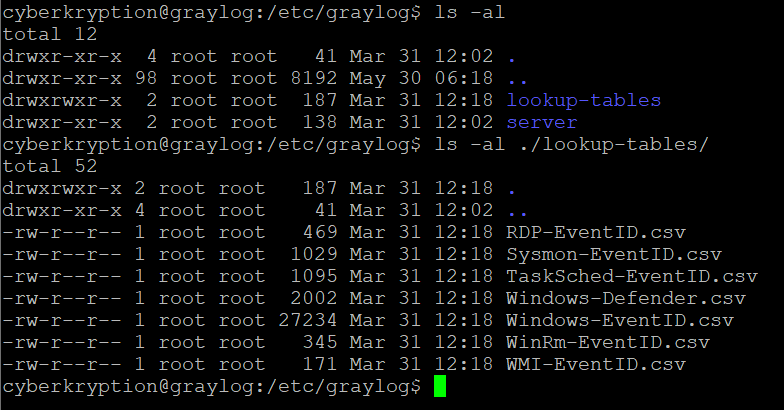 cyberkryption@graylog:/etc/graylog$ ls -al
total 12
drwxr-xr-x  4 root root   41 Mar 31 12:02 .
drwxr-xr-x 98 root root 8192 May 30 06:18 ..
drwxrwxr-x  2 root root  187 Mar 31 12:18 lookup-tables
drwxr-xr-x  2 root root  138 Mar 31 12:02 server
cyberkryption@graylog:/etc/graylog$ ls -al ./lookup-tables/
total 52
drwxrwxr-x 2 root root   187 Mar 31 12:18 .
drwxr-xr-x 4 root root    41 Mar 31 12:02 ..
-rw-r--r-- 1 root root   469 Mar 31 12:18 RDP-EventID.csv
-rw-r--r-- 1 root root  1029 Mar 31 12:18 Sysmon-EventID.csv
-rw-r--r-- 1 root root  1095 Mar 31 12:18 TaskSched-EventID.csv
-rw-r--r-- 1 root root  2002 Mar 31 12:18 Windows-Defender.csv
-rw-r--r-- 1 root root 27234 Mar 31 12:18 Windows-EventID.csv
-rw-r--r-- 1 root root   345 Mar 31 12:18 WinRm-EventID.csv
-rw-r--r-- 1 root root   171 Mar 31 12:18 WMI-EventID.csv
cyberkryption@graylog:/etc/graylog$